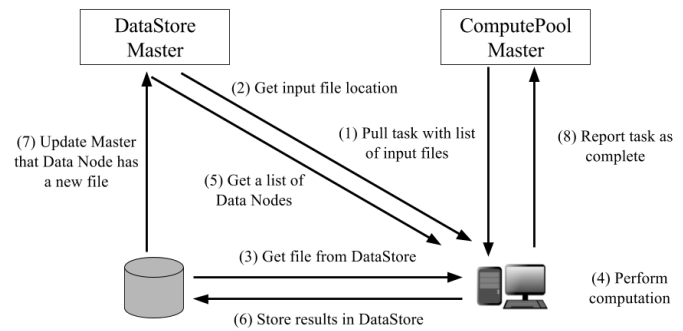 DataStore
Master
ComputePool
Master
(2) Get input file location
(1) Pull task with list
of input files
(7) Update Master
that Data Node has
a new file
(8) Report task as
complete
(5) Get a list of
Data Nodes
(3) Get file from DataStore
(4) Perform
computation
(6) Store results in DataStore